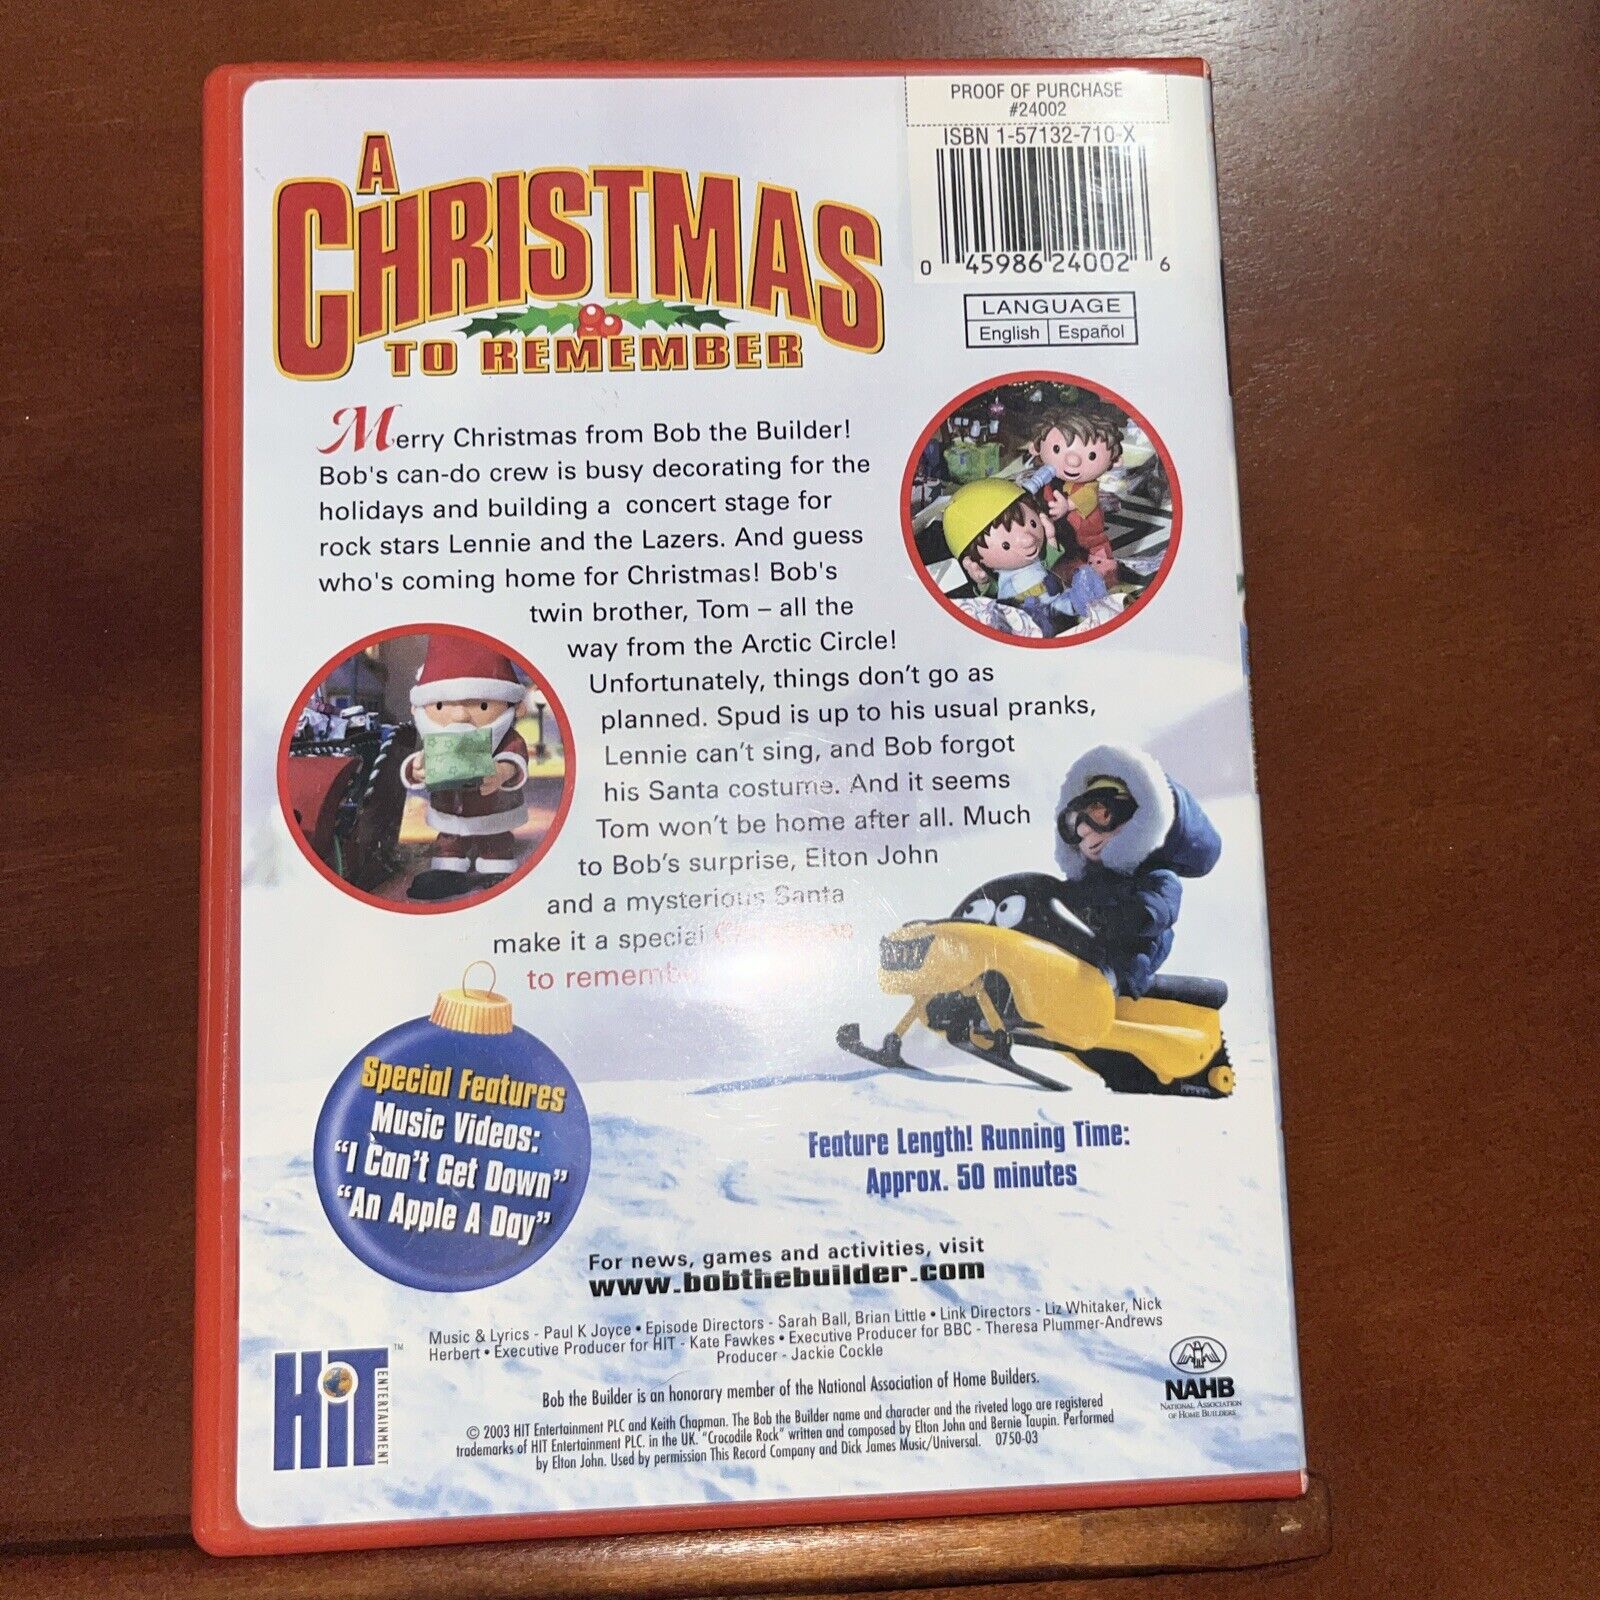 PROOF OF PURCHASE
#24002
ISBN 1-57132-710-X
0 45986 24002 6
LANGUAGE
English Español
A
CHRISTMAS
TO REMEMBER
Merry Christmas from Bob the Builder!
Bob's can-do crew is busy decorating for the
holidays and building a concert stage for
rock stars Lennie and the Lazers. And guess
who's coming home for Christmas! Bob's
twin brother, Tom – all the
way from the Arctic Circle!
Unfortunately, things don't go as
planned. Spud is up to his usual pranks,
Lennie can't sing, and Bob forgot
his Santa costume. And it seems
Tom won't be home after all. Much
to Bob's surprise, Elton John
and a mysterious Santa
make it a special Christmas
to remember
Special Features
Music Videos:
"I Can't Get Down"
"An Apple A Day"
Feature Length! Running Time:
Approx. 50 minutes
For news, games and activities, visit
www.bobthebuilder.com
Music & Lyrics - Paul K Joyce • Episode Directors - Sarah Ball, Brian Little • Link Directors - Liz Whitaker, Nick
Herbert • Executive Producer for HIT - Kate Fawkes • Executive Producer for BBC - Theresa Plummer-Andrews
Producer - Jackie Cockle
Bob the Builder is an honorary member of the National Association of Home Builders.
© 2003 HIT Entertainment PLC and Keith Chapman. The Bob the Builder name and character and the riveted logo are registered
trademarks of HIT Entertainment PLC. in the UK. "Crocodile Rock" written and composed by Elton John and Bernie Taupin. Performed
by Elton John. Used by permission This Record Company and Dick James Music/Universal. 0750-03
HiT ™
ENTERTAINMENT
NAHB
NATIONAL ASSOCIATION
OF HOME BUILDERS